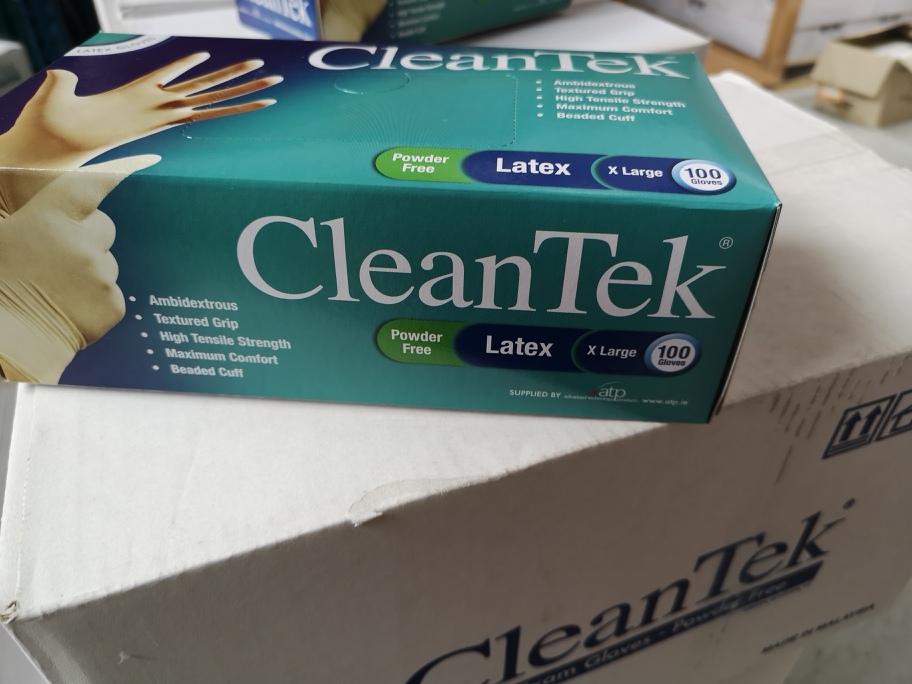 LATEX GLOVES
CleanTek
Ambidextrous
Textured Grip
High Tensile Strength
Maximum Comfort
Beaded Cuff
Powder
Free
Latex
X Large
100
Gloves
CleanTek®
• Ambidextrous
• Textured Grip
• High Tensile Strength
• Maximum Comfort
• Beaded Cuff
Powder
Free
Latex
X Large
100
Gloves
SUPPLIED BY atp www.atp.ie
CleanTek
Gloves - Powder Free
MADE IN MALAYSIA